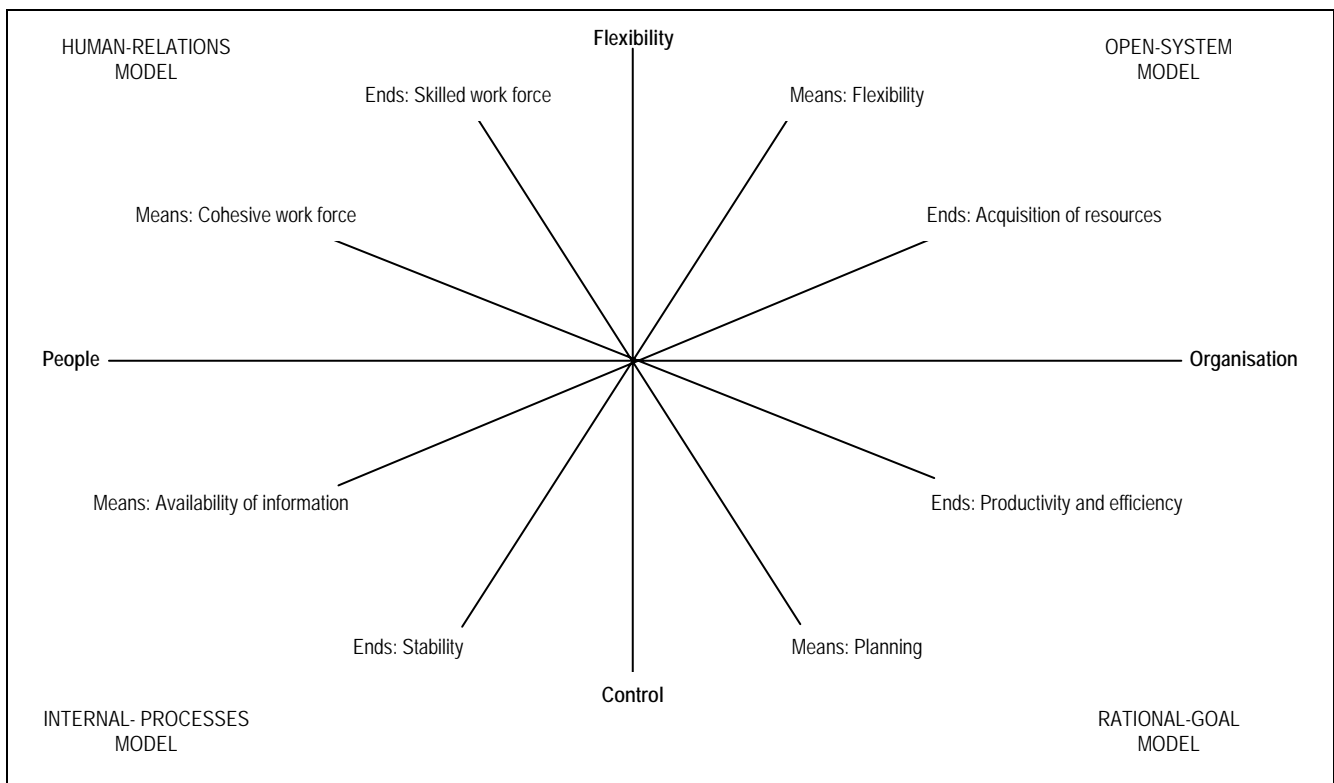 HUMAN-RELATIONS
MODEL
Flexibility
OPEN-SYSTEM
MODEL
Ends: Skilled work force
Means: Flexibility
Means: Cohesive work force
Ends: Acquisition of resources
People
Organisation
Means: Availability of information
Ends: Productivity and efficiency
Ends: Stability
Means: Planning
Control
INTERNAL- PROCESSES
MODEL
RATIONAL-GOAL
MODEL